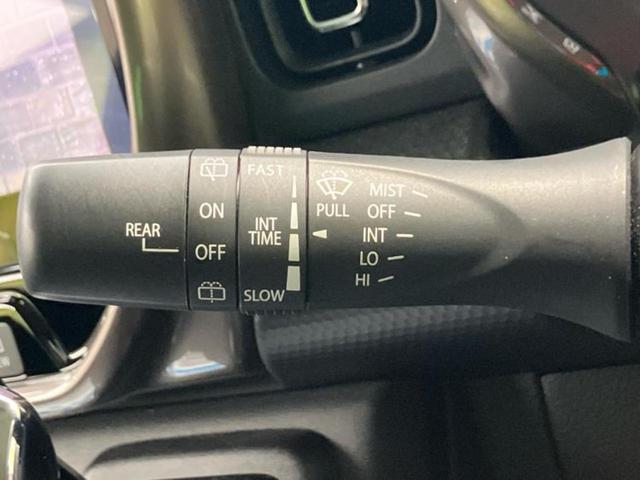 REAR
ON
OFF
FAST
INT
TIME
SLOW
PULL
MIST
OFF
INT
LO
HI